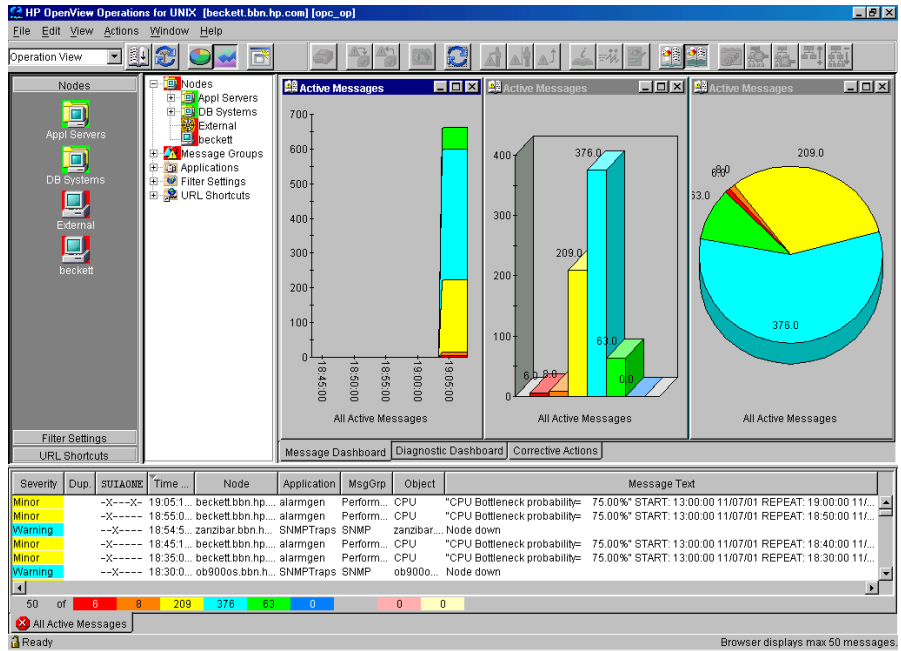 HP OpenView Operations for UNIX [beckett.bbn.hp.com] [opc_op]
File Edit View Actions Window Help
Operation View
Nodes
Appl Servers
DB Systems
External
beckett
Filter Settings
URL Shortcuts
Nodes
Appl Servers
DB Systems
External
beckett
Message Groups
Applications
Filter Settings
URL Shortcuts
Active Messages
700
600
500
400
300
200
100
0
18:45:00
18:50:00
18:55:00
19:00:00
19:05:00
All Active Messages
Active Messages
400
300
200
100
0
6.0
8.0
209.0
376.0
63.0
0.0
All Active Messages
Active Messages
209.0
8.0
6.0
63.0
376.0
All Active Messages
Message Dashboard Diagnostic Dashboard Corrective Actions
Severity Dup. SUIAONE Time ... Node Application MsgGrp Object Message Text
Minor --X---X- 19:05:1... beckett.bbn.hp.... alarmgen Perform... CPU "CPU Bottleneck probability= 75.00%" START: 13:00:00 11/07/01 REPEAT: 19:00:00 11/...
Minor --X----- 18:55:0... beckett.bbn.hp.... alarmgen Perform... CPU "CPU Bottleneck probability= 75.00%" START: 13:00:00 11/07/01 REPEAT: 18:50:00 11/...
Warning --X---- 18:54:5... zanzibar.bbn.h... SNMPTraps SNMP zanzibar.... Node down
Minor --X----- 18:45:1... beckett.bbn.hp.... alarmgen Perform... CPU "CPU Bottleneck probability= 75.00%" START: 13:00:00 11/07/01 REPEAT: 18:40:00 11/...
Minor --X----- 18:35:0... beckett.bbn.hp.... alarmgen Perform... CPU "CPU Bottleneck probability= 75.00%" START: 13:00:00 11/07/01 REPEAT: 18:30:00 11/...
Warning --X---- 18:30:0... ob900os.bbn.h... SNMPTraps SNMP ob900o... Node down
50 of 6 8 209 376 63 0 0 0
All Active Messages
Ready
Browser displays max 50 messages.